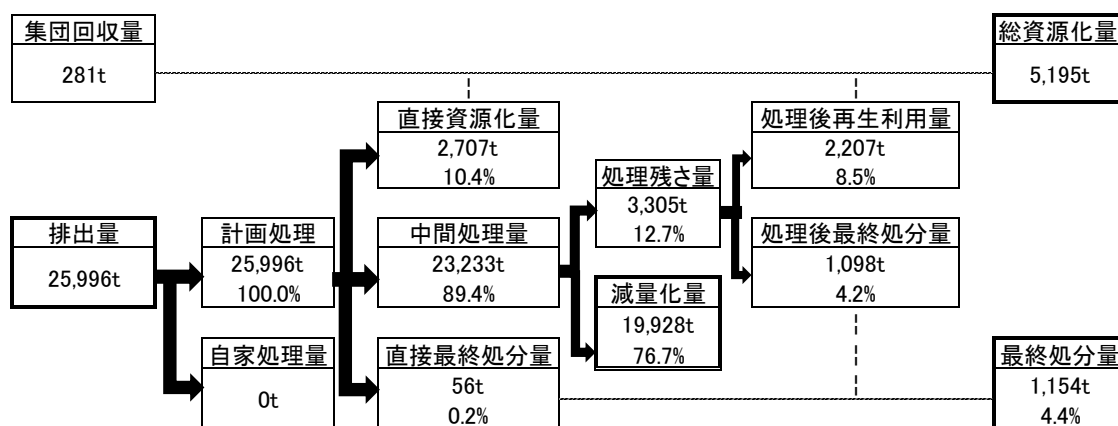 集団回収量
281t
総資源化量
5,195t
直接資源化量
2,707t
10.4%
処理後再生利用量
2,207t
8.5%
処理残さ量
3,305t
12.7%
排出量
25,996t
計画処理
25,996t
100.0%
中間処理量
23,233t
89.4%
処理後最終処分量
1,098t
4.2%
減量化量
19,928t
76.7%
自家処理量
0t
直接最終処分量
56t
0.2%
最終処分量
1,154t
4.4%